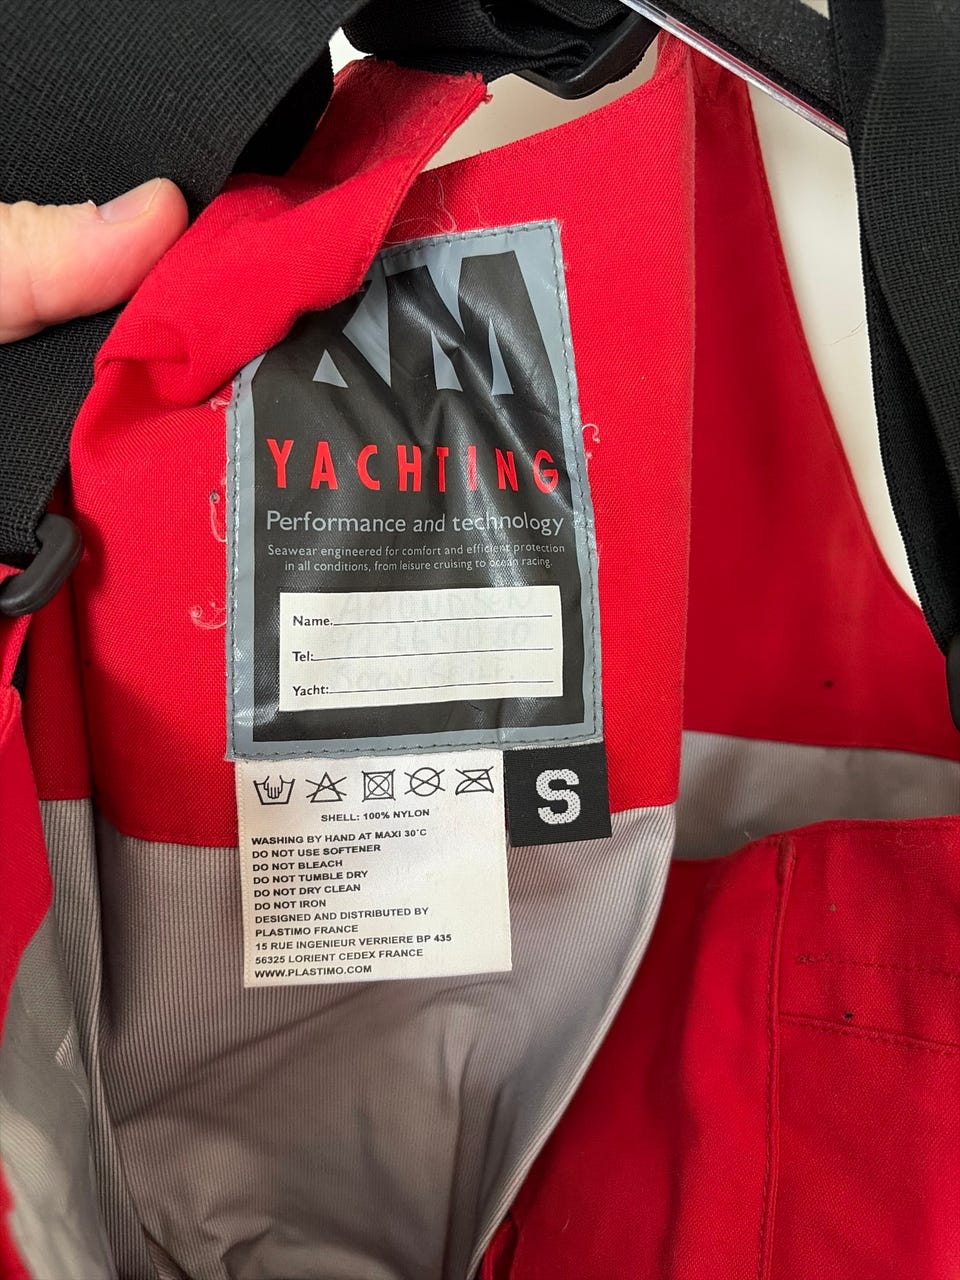 XM
YACHTING
Performance and technology
Seawear engineered for comfort and efficient protection
in all conditions, from leisure cruising to ocean racing.
Name. AMUNDSEN
Tel:
Yacht:
S
SHELL: 100% NYLON
WASHING BY HAND AT MAXI 30°C
DO NOT USE SOFTENER
DO NOT BLEACH
DO NOT TUMBLE DRY
DO NOT DRY CLEAN
DO NOT IRON
DESIGNED AND DISTRIBUTED BY
PLASTIMO FRANCE
15 RUE INGENIEUR VERRIERE BP 435
56325 LORIENT CEDEX FRANCE
WWW.PLASTIMO.COM